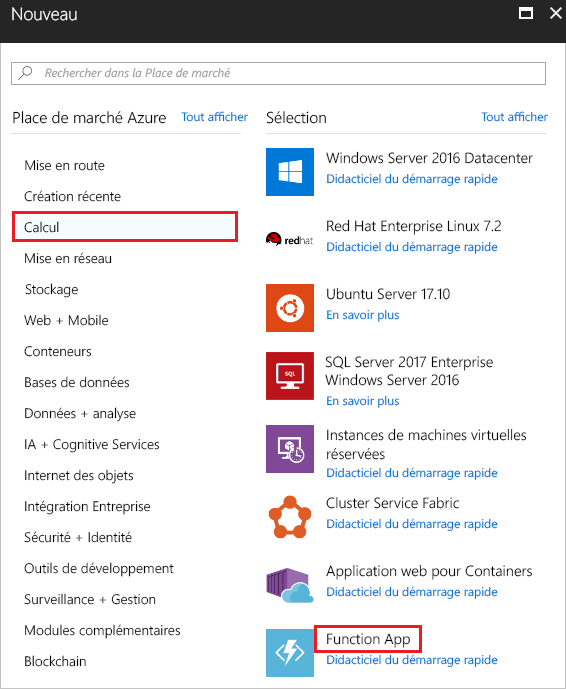 Nouveau
Rechercher dans la Place de marché
Place de marché Azure
Tout afficher
Mise en route
Création récente
Calcul
Mise en réseau
Stockage
Web + Mobile
Conteneurs
Bases de données
Données + analyse
IA + Cognitive Services
Internet des objets
Intégration Entreprise
Sécurité + Identité
Outils de développement
Surveillance + Gestion
Modules complémentaires
Blockchain
Sélection
Tout afficher
Windows Server 2016 Datacenter
Didacticiel du démarrage rapide
redhat
Red Hat Enterprise Linux 7.2
Didacticiel du démarrage rapide
Ubuntu Server 17.10
En savoir plus
SQL
SQL Server 2017 Enterprise
Windows Server 2016
En savoir plus
Instances de machines virtuelles
réservées
Didacticiel du démarrage rapide
Cluster Service Fabric
Didacticiel du démarrage rapide
Application web pour Containers
Didacticiel du démarrage rapide
Function App
Didacticiel du démarrage rapide